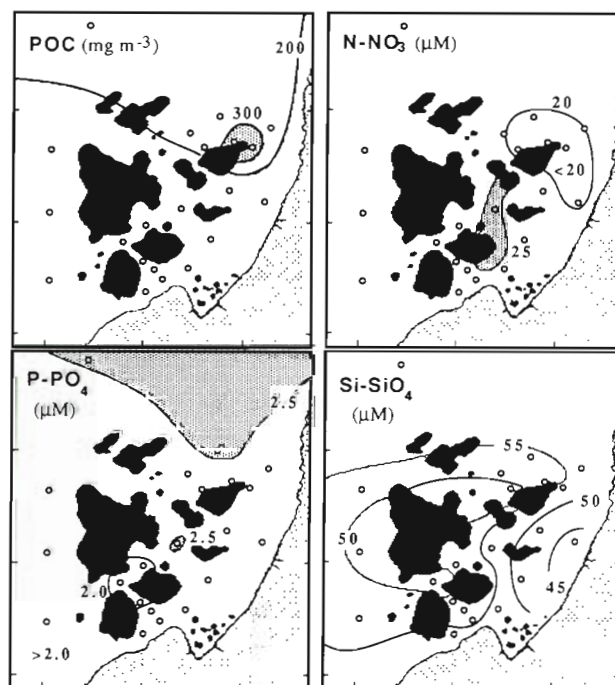 POC (mg m⁻³)
200
300
N-NO₃ (μM)
20
<20
25
P-PO₄
(μM)
2.5
2.5
2.0
>2.0
Si-SiO₄
(μM)
55
50
50
45